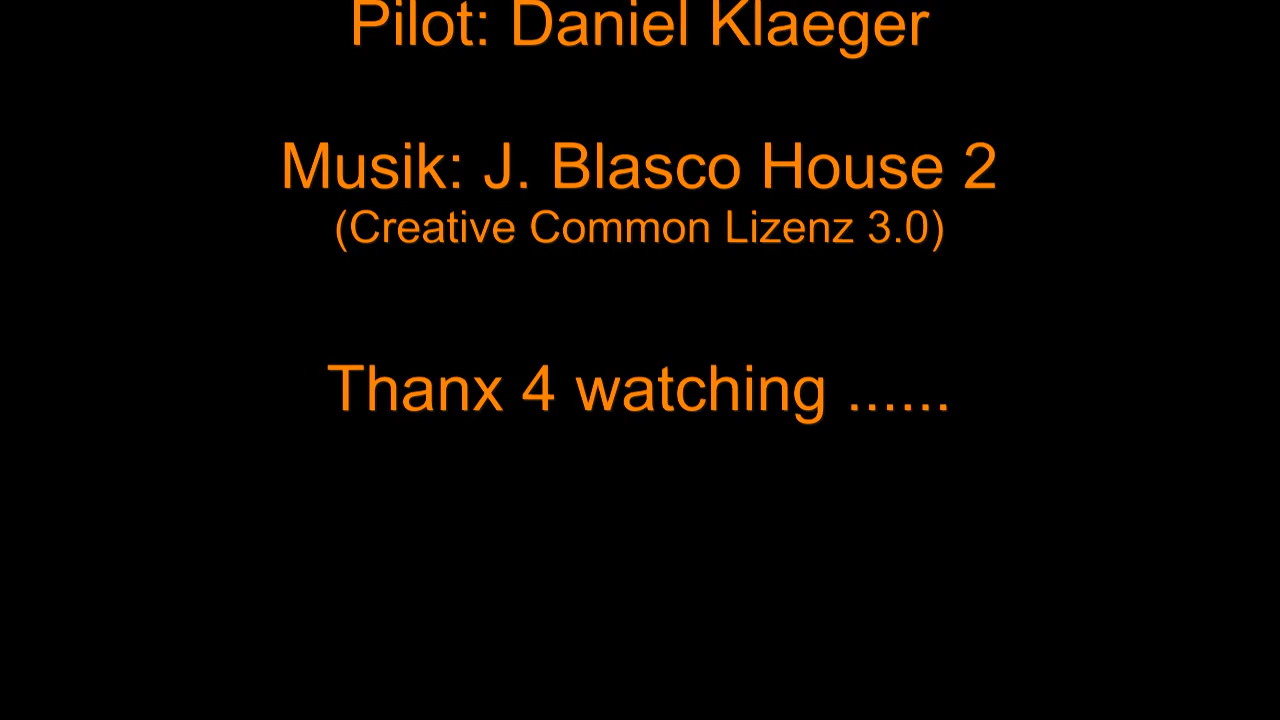 Pilot: Daniel Klaeger
Musik: J. Blasco House 2
(Creative Common Lizenz 3.0)
Thanx 4 watching ......